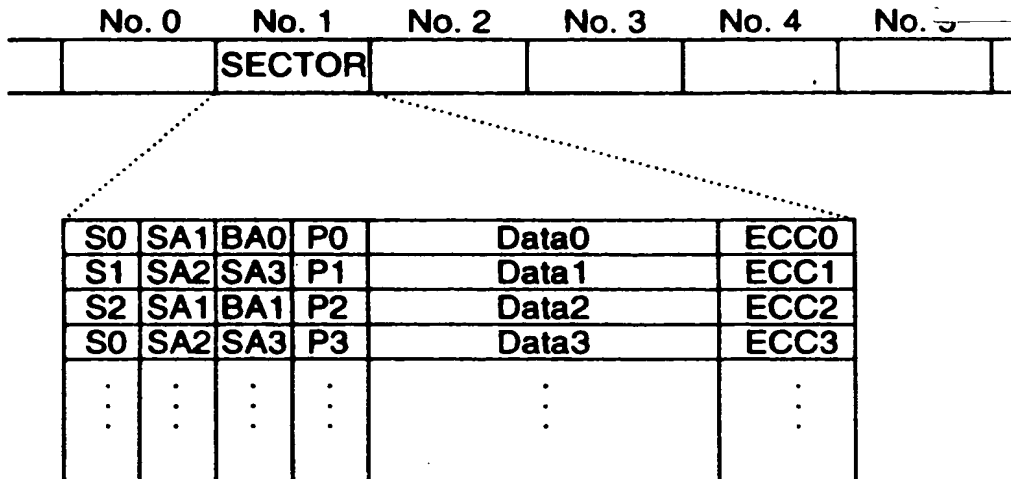 No. 0 No. 1 No. 2 No. 3 No. 4 No.
SECTOR
S0 SA1 BA0 P0 Data0 ECC0
S1 SA2 SA3 P1 Data1 ECC1
S2 SA1 BA1 P2 Data2 ECC2
S0 SA2 SA3 P3 Data3 ECC3